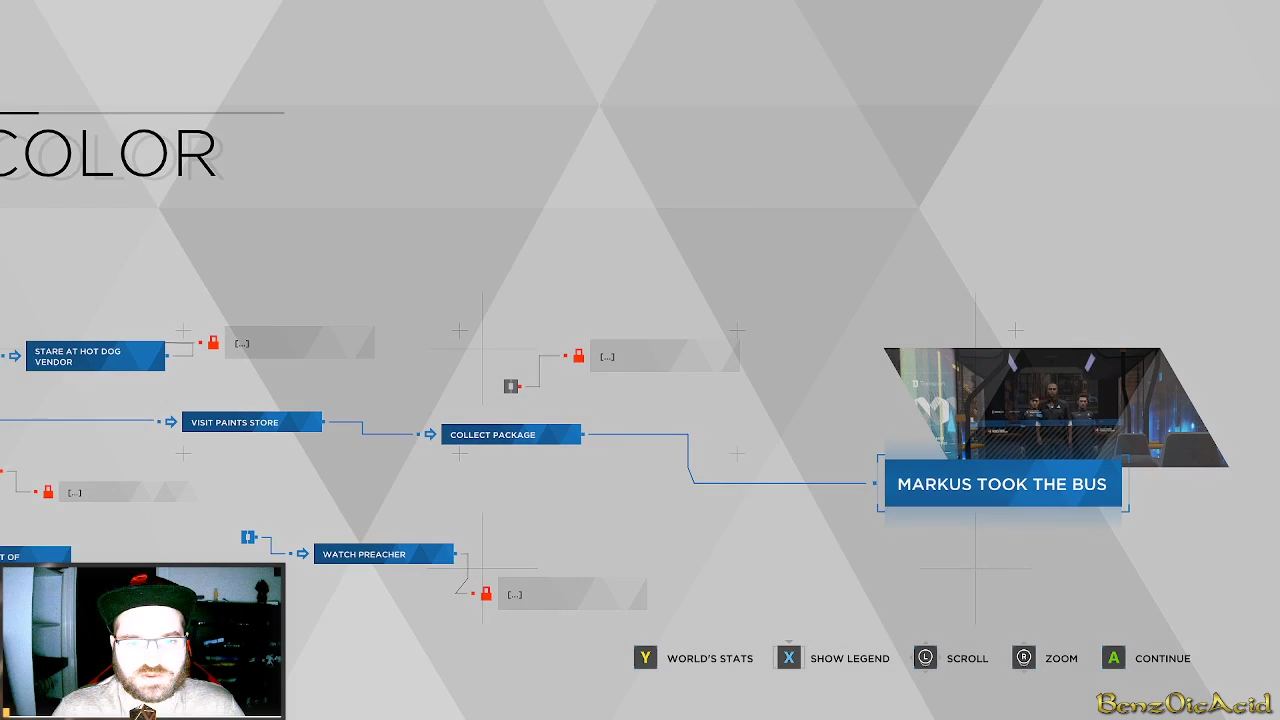 COLOR
STARE AT HOT DOG
VENDOR
[...]
[...]
VISIT PAINTS STORE
COLLECT PACKAGE
[...]
MARKUS TOOK THE BUS
WATCH PREACHER
T OF
[...]
Y WORLD'S STATS
X SHOW LEGEND
L SCROLL
R ZOOM
A CONTINUE
BenzOicAcid